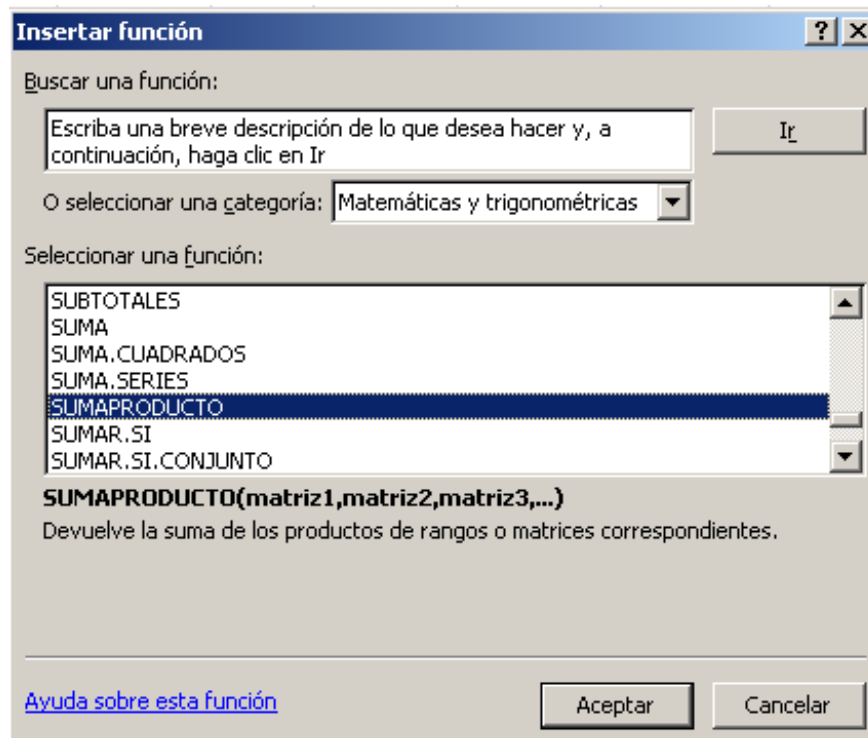 Insertar función
Buscar una función:
Escriba una breve descripción de lo que desea hacer y, a
continuación, haga clic en Ir
Ir
O seleccionar una categoría: Matemáticas y trigonométricas
Seleccionar una función:
SUBTOTALES
SUMA
SUMA.CUADRADOS
SUMA.SERIES
SUMAPRODUCTO
SUMAR.SI
SUMAR.SI.CONJUNTO
SUMAPRODUCTO(matriz1,matriz2,matriz3,...)
Devuelve la suma de los productos de rangos o matrices correspondientes.
Ayuda sobre esta función
Aceptar
Cancelar